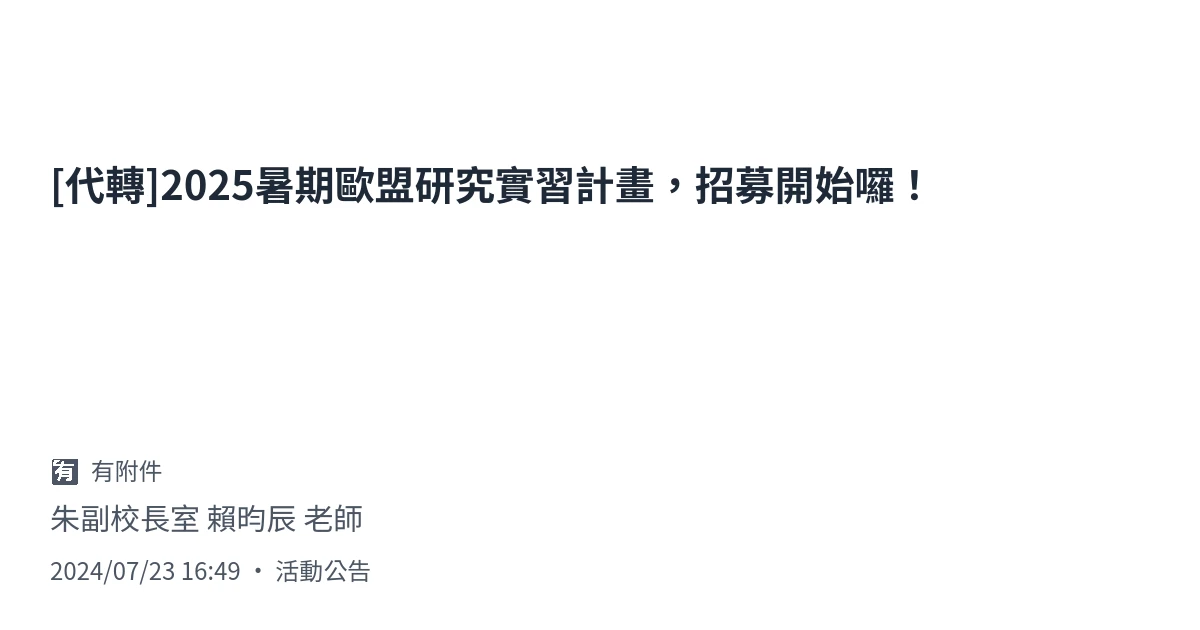 [代轉]2025暑期歐盟研究實習計畫，招募開始囉！
有 有附件
朱副校長室 賴昀辰 老師
2024/07/23 16:49 • 活動公告